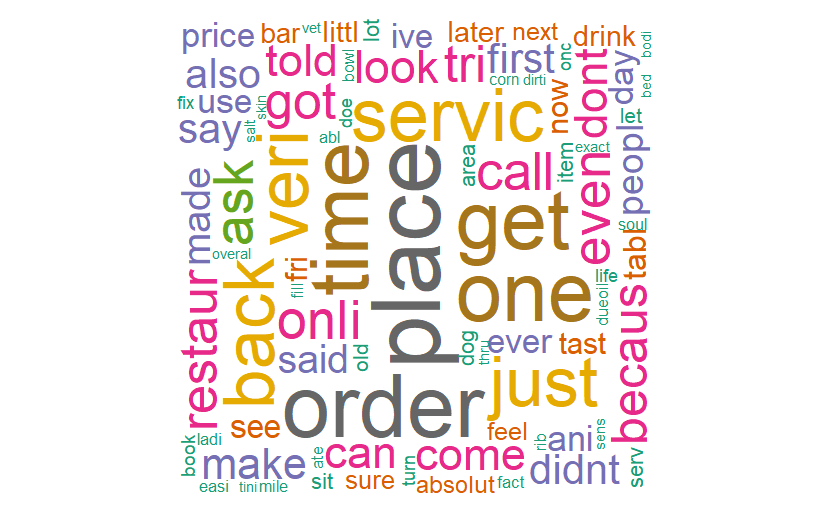 price bar vet littl lot ive later next drink bodi
also told bowl look tri first corn dirti onc day bed
fix use skin got doe servic now dont let
say salt abl veri time place area call item exact people
made ask get even soul
overal fri fill one tabl life
restaur back onli said old dog thru ever tast dueoil becaus
order just
see feel
book ladi make ate can come turn rib ani sens serv
easi tini mile sit sure absolut fact didnt